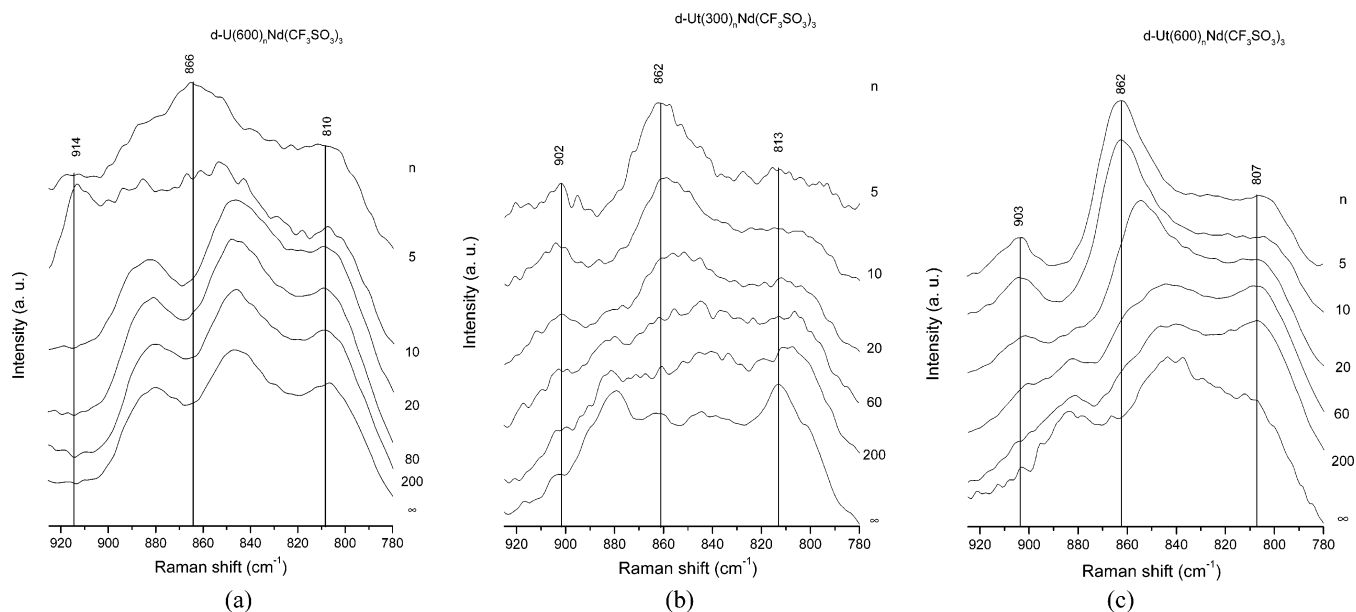 d-U(600)nNd(CF3SO3)3
866
914
810
n
5
10
20
80
200
∞
Intensity (a. u.)
920 900 880 860 840 820 800 780
Raman shift (cm-1)
(a)
d-Ut(300)nNd(CF3SO3)3
862
n
902
813
5
10
20
60
200
∞
Intensity (a. u.)
920 900 880 860 840 820 800 780
Raman shift (cm-1)
(b)
d-Ut(600)nNd(CF3SO3)3
862
903
807
n
5
10
20
60
200
∞
Intensity (a. u.)
920 900 880 860 840 820 800 780
Raman shift (cm-1)
(c)